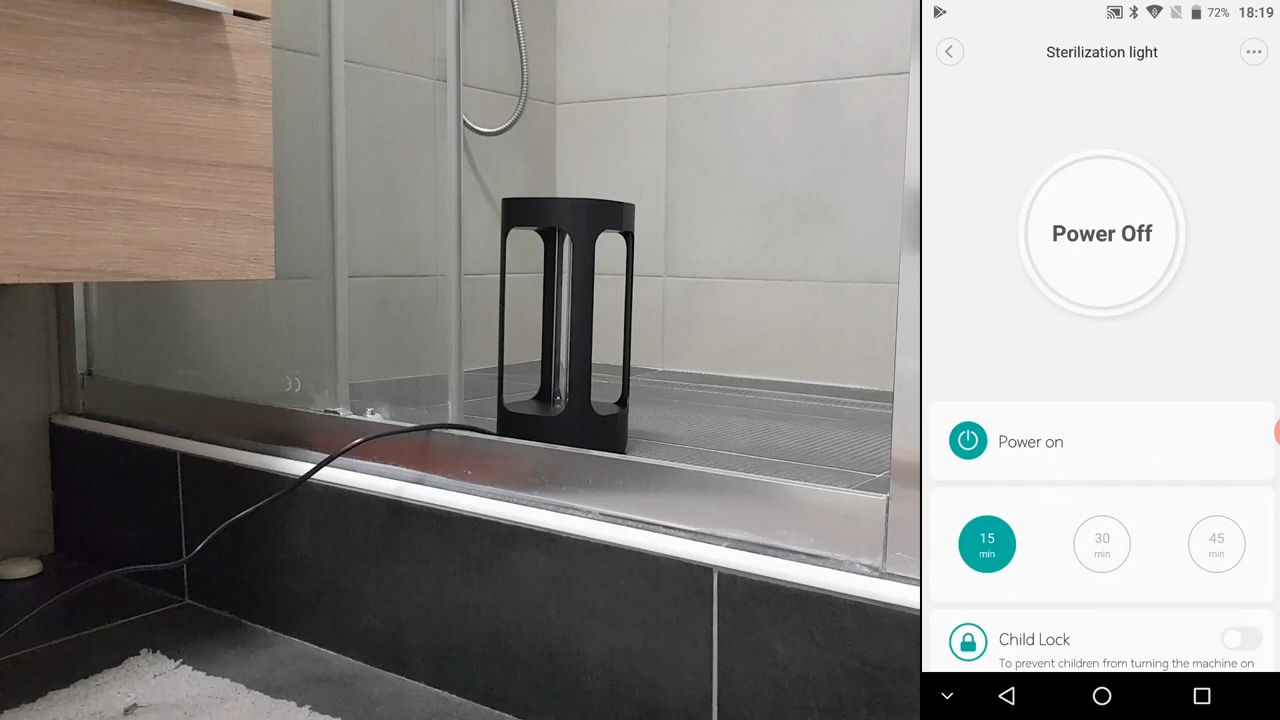 72% 18:19
Sterilization light
Power Off
Power on
15
min
30
min
45
min
Child Lock
To prevent children from turning the machine on
CE